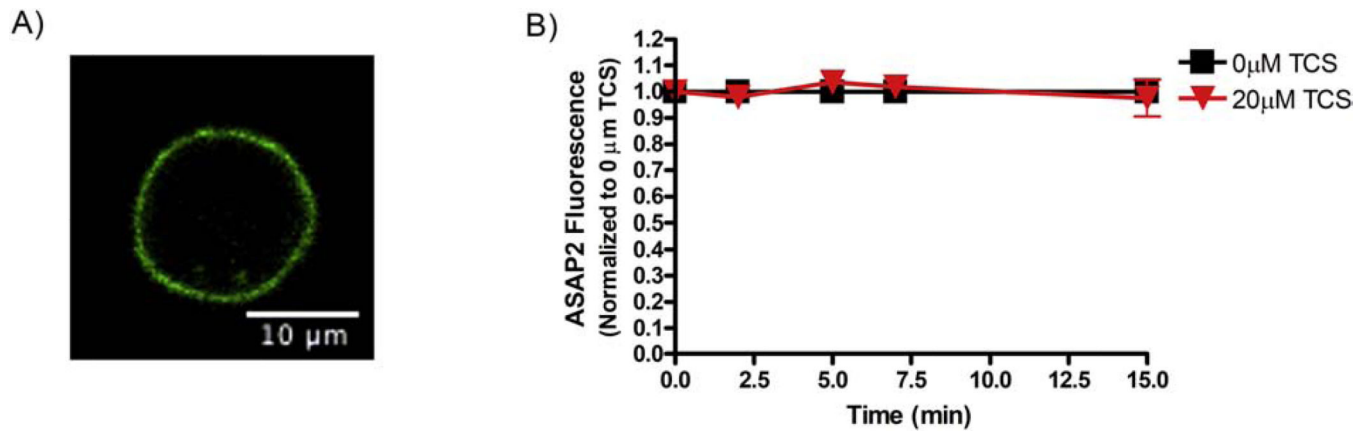 A)
10 μm
B)
ASAP2 Fluorescence
(Normalized to 0 μm TCS)
1.2
1.1
1.0
0.9
0.8
0.7
0.6
0.5
0.4
0.3
0.2
0.1
0.0
0.0 2.5 5.0 7.5 10.0 12.5 15.0
Time (min)
0μM TCS
20μM TCS